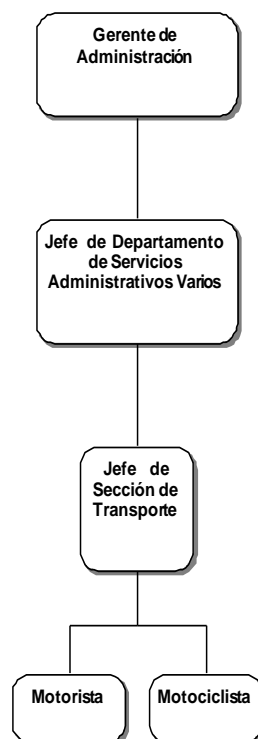 Gerente de
Administración
Jefe de Departamento
de Servicios
Administrativos Varios
Jefe de
Sección de
Transporte
Motorista
Motociclista